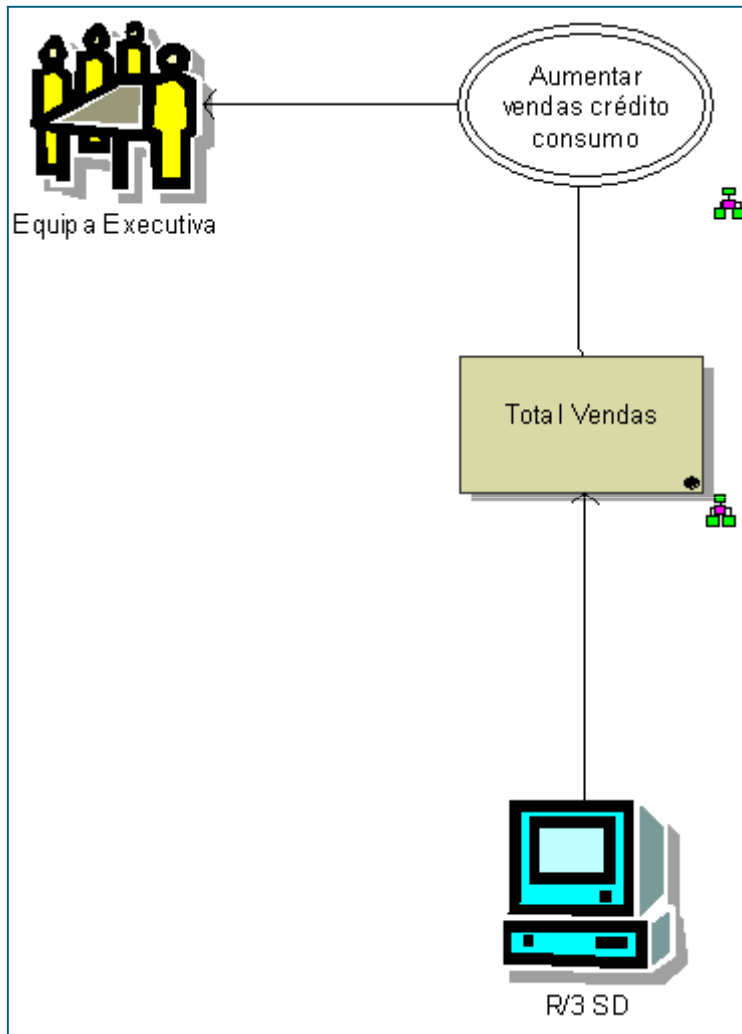 Aumentar
vendas crédito
consumo
Equipa Executiva
Total Vendas
R/3 SD